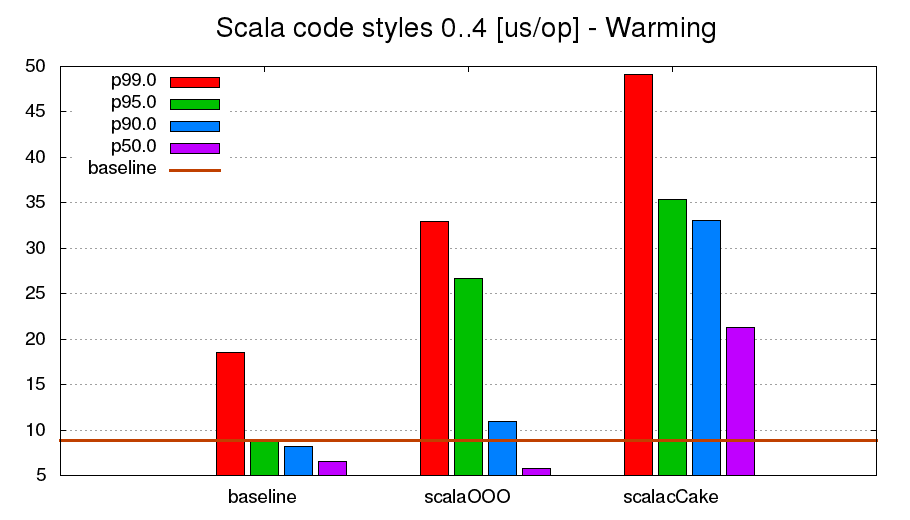 Scala code styles 0..4 [us/op] - Warming
50
45
40
35
30
25
20
15
10
5
p99.0
p95.0
p90.0
p50.0
baseline
baseline
scalaOOO
scalacCake